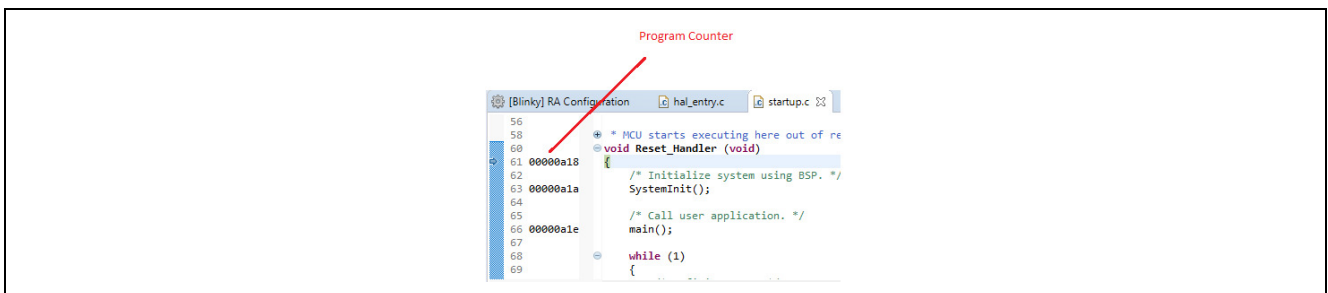 Program Counter
[Blinky] RA Configuration hal_entry.c startup.c
56
58 * MCU starts executing here out of re
60 void Reset_Handler (void)
61 00000a18 {
62 /* Initialize system using BSP. */
63 00000a1a SystemInit();
64
65 /* Call user application. */
66 00000a1e main();
67
68 while (1)
69 {